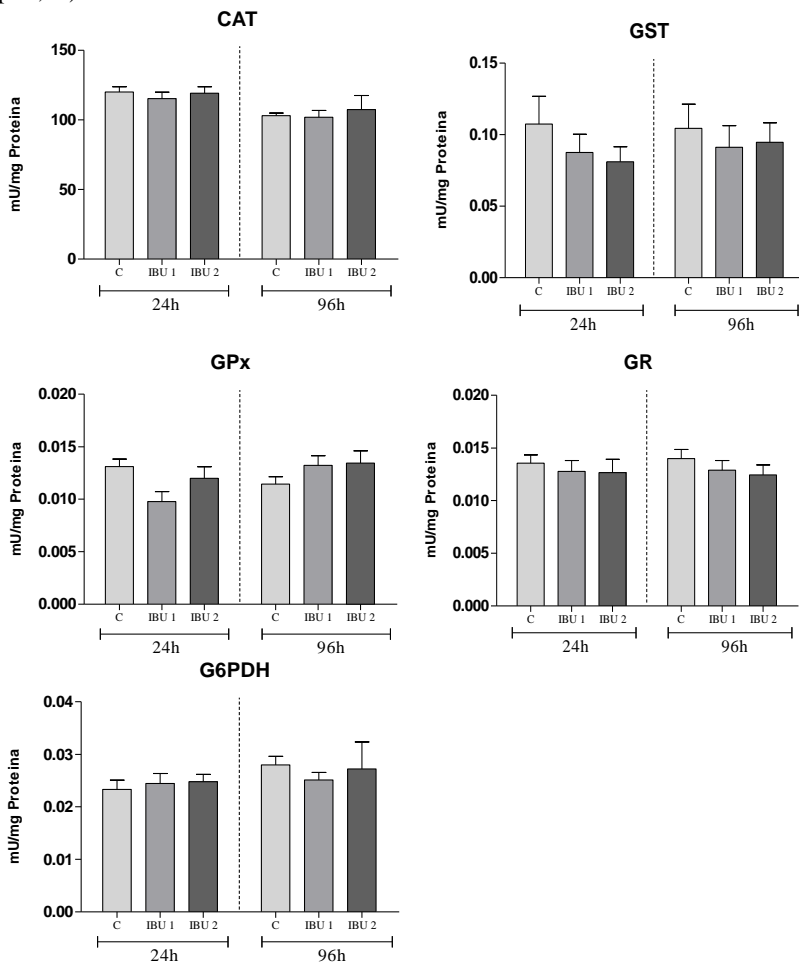 CAT
mU/mg Proteina
150
100
50
0
C IBU 1 IBU 2 C IBU 1 IBU 2
24h 96h
GST
mU/mg Proteina
0.15
0.10
0.05
0.00
C IBU 1 IBU 2 C IBU 1 IBU 2
24h 96h
GPx
mU/mg Proteina
0.020
0.015
0.010
0.005
0.000
C IBU 1 IBU 2 C IBU 1 IBU 2
24h 96h
GR
mU/mg Proteina
0.020
0.015
0.010
0.005
0.000
C IBU 1 IBU 2 C IBU 1 IBU 2
24h 96h
G6PDH
mU/mg Proteina
0.04
0.03
0.02
0.01
0.00
C IBU 1 IBU 2 C IBU 1 IBU 2
24h 96h